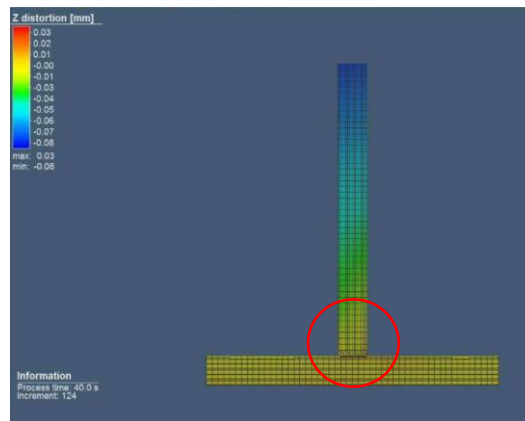 Z distortion [mm]
0.03
0.02
0.01
-0.00
-0.01
-0.03
-0.04
-0.05
-0.06
-0.07
-0.08
max: 0.03
min: -0.08
Information
Process time: 40.0 s
Increment: 124